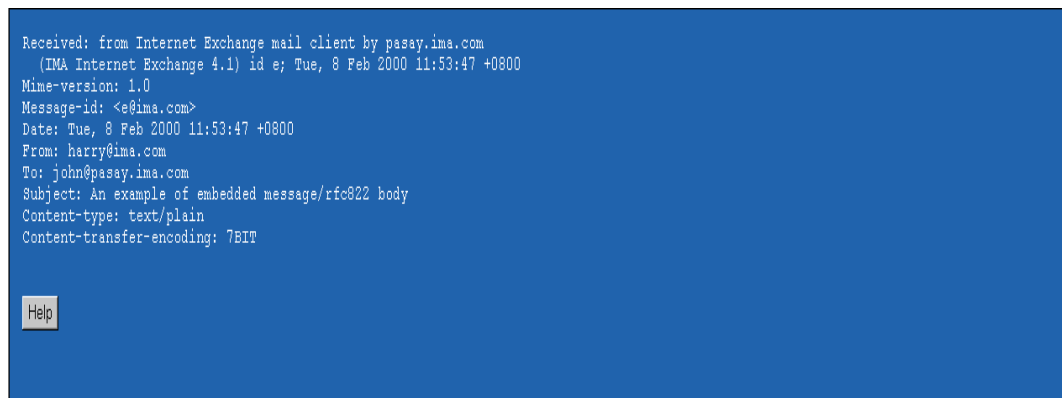 Received: from Internet Exchange mail client by pasay.ima.com
(IMA Internet Exchange 4.1) id e; Tue, 8 Feb 2000 11:53:47 +0800
Mime-version: 1.0
Message-id: <e@ima.com>
Date: Tue, 8 Feb 2000 11:53:47 +0800
From: harry@ima.com
To: john@pasay.ima.com
Subject: An example of embedded message/rfc822 body
Content-type: text/plain
Content-transfer-encoding: 7BIT
Help